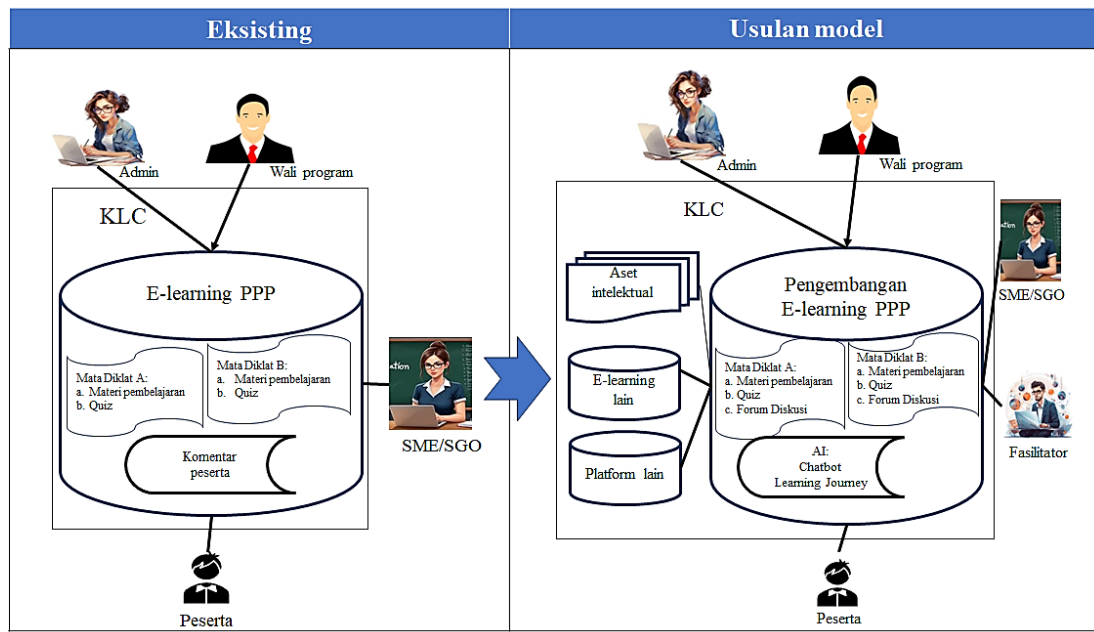 Eksisting
Usulan model
Admin
Wali program
KLC
E-learning PPP
Mata Diklat A:
a. Materi pembelajaran
b. Quiz
Mata Diklat B:
a. Materi pembelajaran
b. Quiz
Komentar
peserta
ation
SME/SGO
Peserta
Admin
Wali program
KLC
Aset
intelektual
E-learning
lain
Platform lain
Pengembangan
E-learning PPP
Mata Diklat A:
a. Materi pembelajaran
b. Quiz
c. Forum Diskusi
Mata Diklat B:
a. Materi pembelajaran
b. Quiz
c. Forum Diskusi
AI:
Chatbot
Learning Journey
ation
SME/SGO
Fasilitator
Peserta